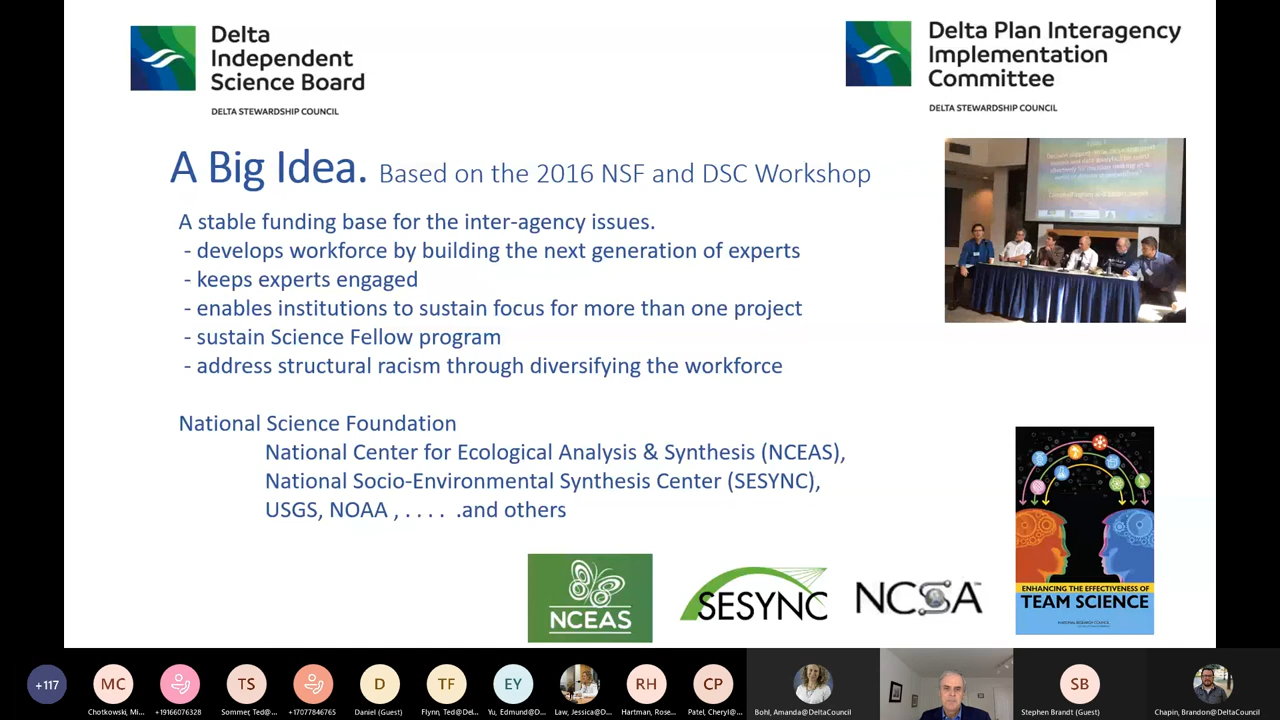 Delta
Independent
Science Board
DELTA STEWARDSHIP COUNCIL
Delta Plan Interagency
Implementation
Committee
DELTA STEWARDSHIP COUNCIL
A Big Idea. Based on the 2016 NSF and DSC Workshop
A stable funding base for the inter-agency issues.
- develops workforce by building the next generation of experts
- keeps experts engaged
- enables institutions to sustain focus for more than one project
- sustain Science Fellow program
- address structural racism through diversifying the workforce
National Science Foundation
National Center for Ecological Analysis & Synthesis (NCEAS),
National Socio-Environmental Synthesis Center (SESYNC),
USGS, NOAA , . . . . .and others
NCEAS
SESYNC
NCSA™
ENHANCING THE EFFECTIVENESS OF
TEAM SCIENCE
NATIONAL RESEARCH COUNCIL
+117
MC
TS
D
TF
EY
RH
CP
SB
Chotkowski, Mi...
+19166076328
Sommer, Ted@...
+17077846765
Daniel (Guest)
Flynn, Ted@Del...
Yu, Edmund@D...
Law, Jessica@D...
Hartman, Rose...
Patel, Cheryl@...
Bohl, Amanda@DeltaCouncil
Stephen Brandt (Guest)
Chapin, Brandon@DeltaCouncil